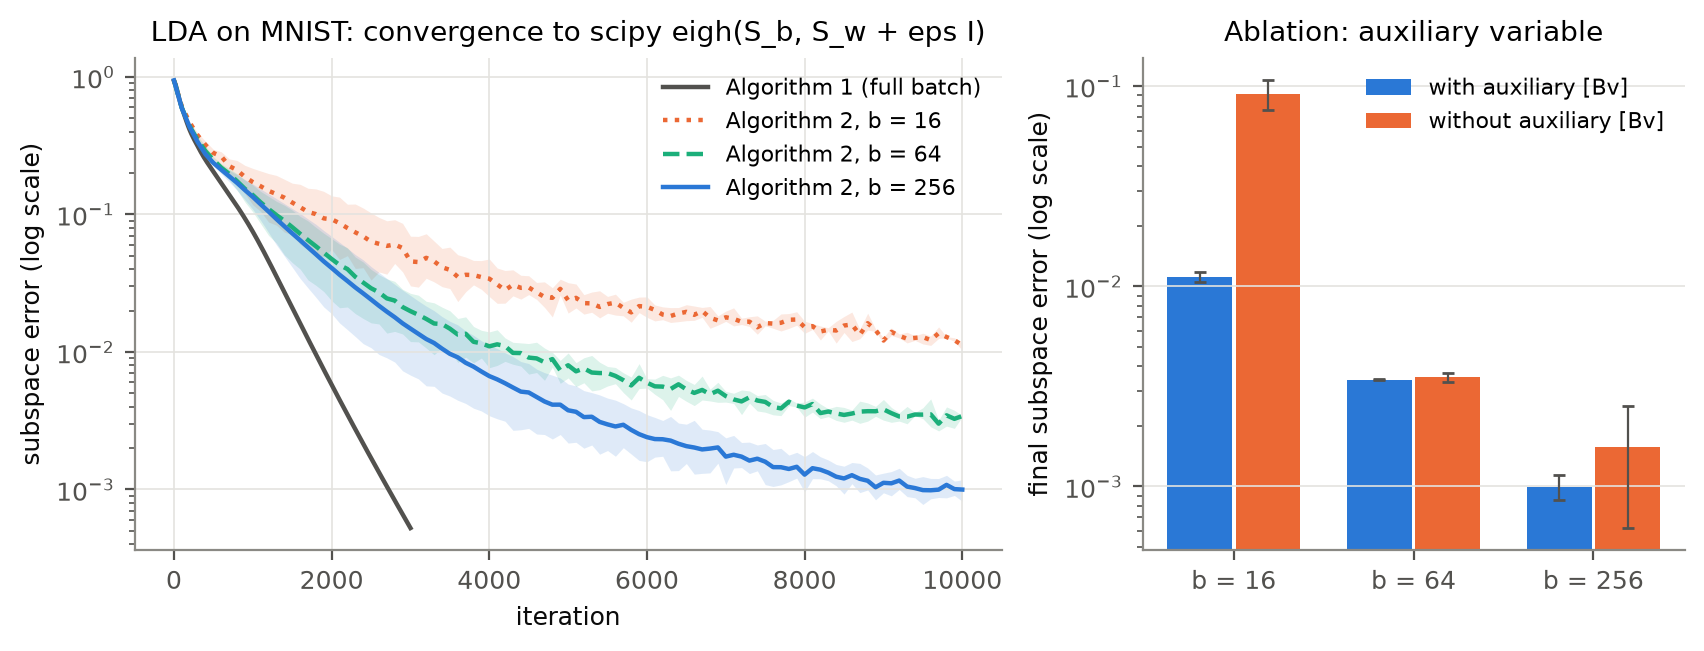 LDA on MNIST: convergence to scipy eigh(S_b, S_w + eps I)
subspace error (log scale)
10⁰
10⁻¹
10⁻²
10⁻³
Algorithm 1 (full batch)
Algorithm 2, b = 16
Algorithm 2, b = 64
Algorithm 2, b = 256
0
2000
4000
6000
8000
10000
iteration
Ablation: auxiliary variable
final subspace error (log scale)
10⁻¹
10⁻²
10⁻³
with auxiliary [Bv]
without auxiliary [Bv]
b = 16
b = 64
b = 256